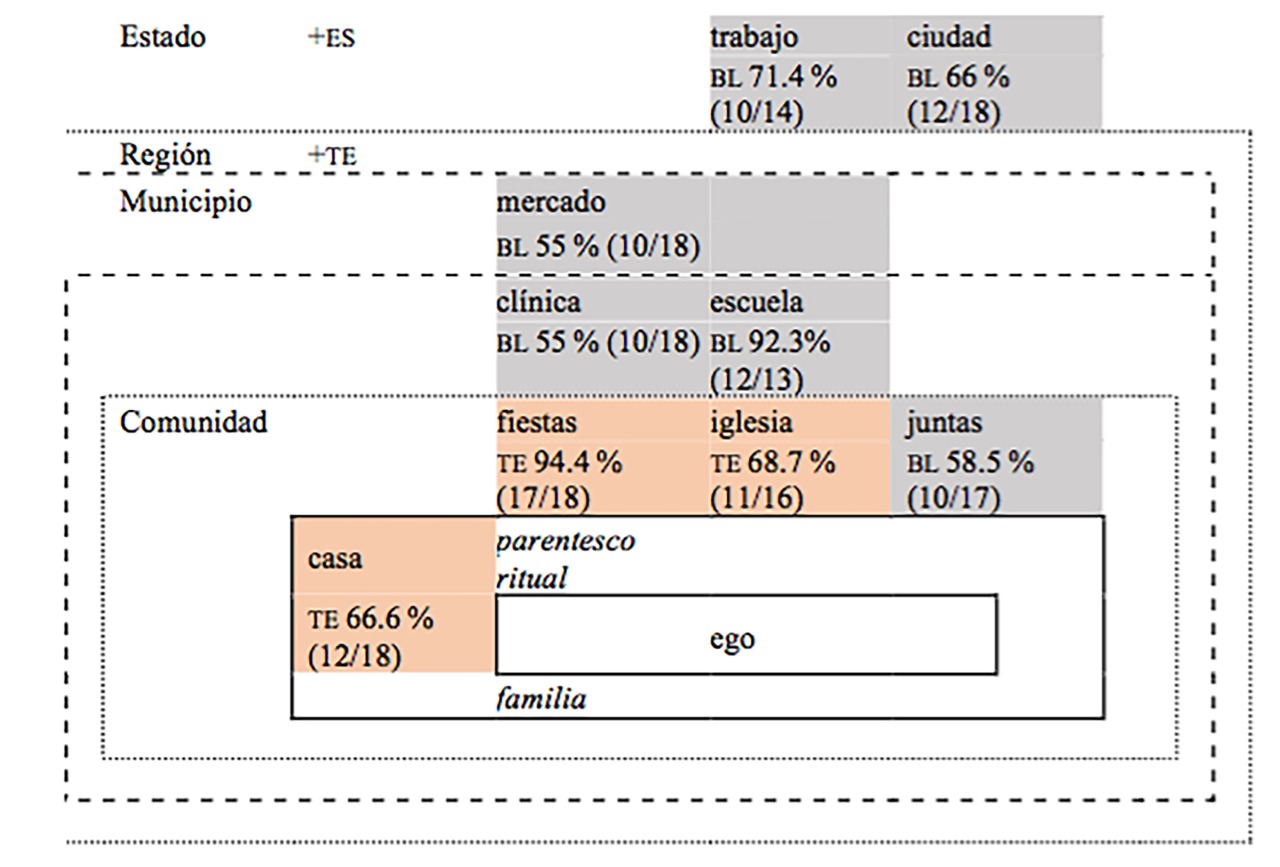 Estado +ES trabajo ciudad
BL 71.4 % BL 66 %
(10/14) (12/18)
Región +TE
Municipio mercado
BL 55 % (10/18)
clínica escuela
BL 55 % (10/18) BL 92.3%
(12/13)
Comunidad fiestas iglesia juntas
TE 94.4 % TE 68.7 % BL 58.5 %
(17/18) (11/16) (10/17)
parentesco
casa
ritual
TE 66.6 %
ego
(12/18)
familia